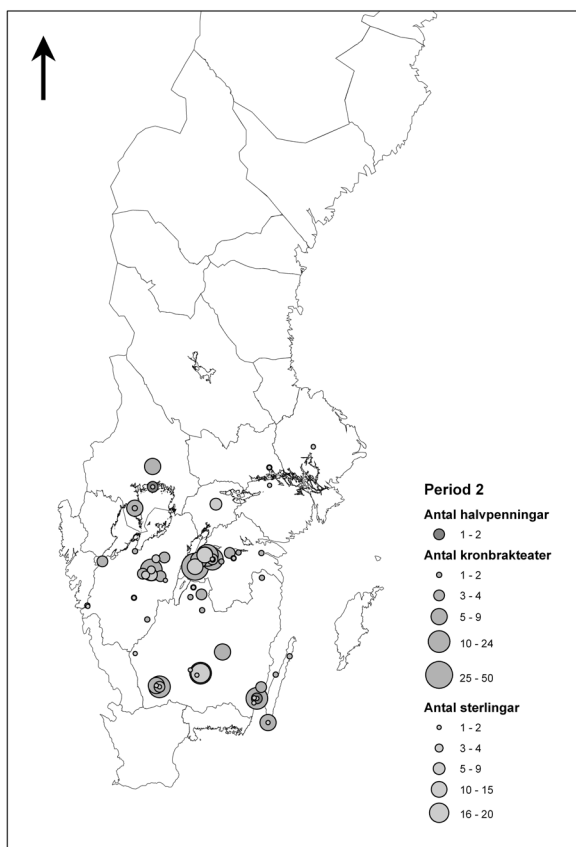 Period 2
Antal halvpenningar
1 - 2
Antal kronbrakteater
1 - 2
3 - 4
5 - 9
10 - 24
25 - 50
Antal sterlingar
1 - 2
3 - 4
5 - 9
10 - 15
16 - 20